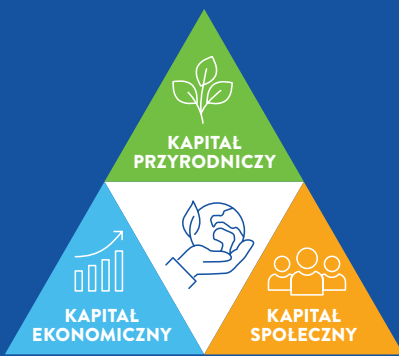 KAPITAŁ
PRZYRODNICZY
KAPITAŁ
EKONOMICZNY
KAPITAŁ
SPOŁECZNY